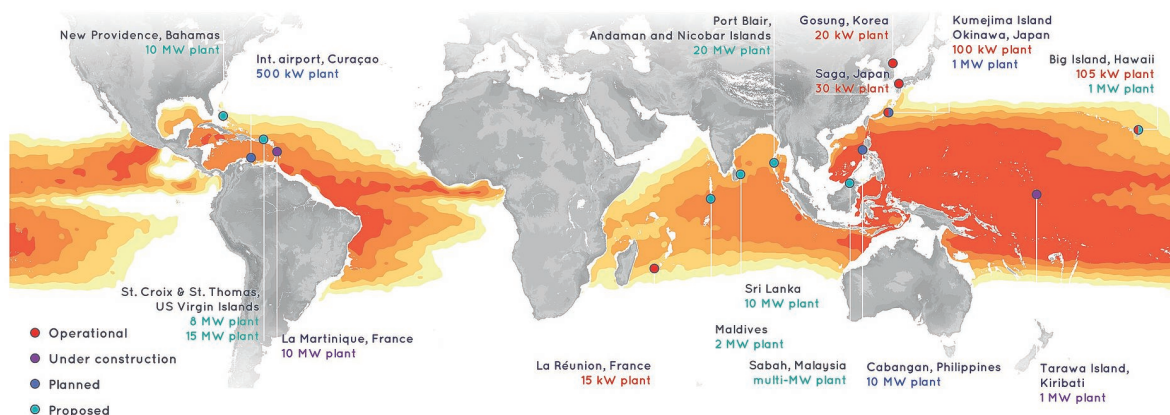 New Providence, Bahamas
10 MW plant
Int. airport, Curaçao
500 kW plant
Port Blair,
Andaman and Nicobar Islands
20 MW plant
Gosung, Korea
20 kW plant
Saga, Japan
30 kW plant
Kumejima Island
Okinawa, Japan
100 kW plant
1 MW plant
Big Island, Hawaii
105 kW plant
1 MW plant
St. Croix & St. Thomas,
US Virgin Islands
8 MW plant
15 MW plant
La Martinique, France
10 MW plant
La Réunion, France
15 kW plant
Sri Lanka
10 MW plant
Maldives
2 MW plant
Sabah, Malaysia
multi-MW plant
Cabangan, Philippines
10 MW plant
Tarawa Island,
Kiribati
1 MW plant
Operational
Under construction
Planned
Proposed